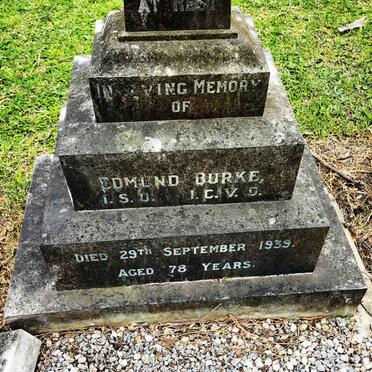 AT REST
IN LOVING MEMORY
OF
EDMUND BURKE,
I.S.O. I.C.V.D.
DIED 29TH SEPTEMBER 1939.
AGED 78 YEARS.